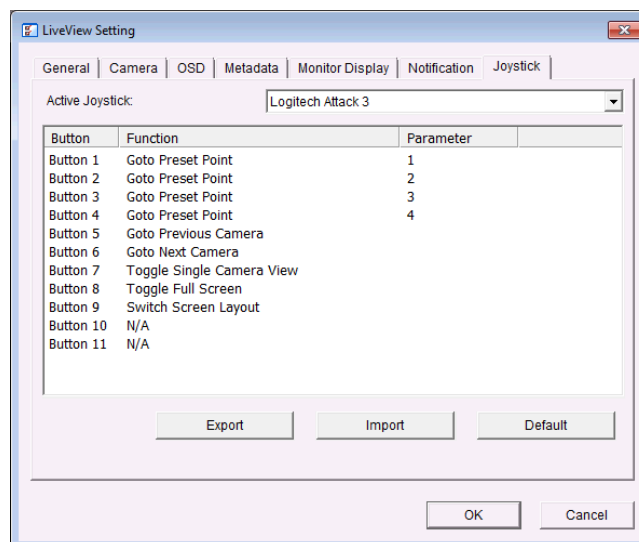 LiveView Setting
General Camera OSD Metadata Monitor Display Notification Joystick
Active Joystick: Logitech Attack 3
Button Function Parameter
Button 1 Goto Preset Point 1
Button 2 Goto Preset Point 2
Button 3 Goto Preset Point 3
Button 4 Goto Preset Point 4
Button 5 Goto Previous Camera
Button 6 Goto Next Camera
Button 7 Toggle Single Camera View
Button 8 Toggle Full Screen
Button 9 Switch Screen Layout
Button 10 N/A
Button 11 N/A
Export Import Default
OK Cancel